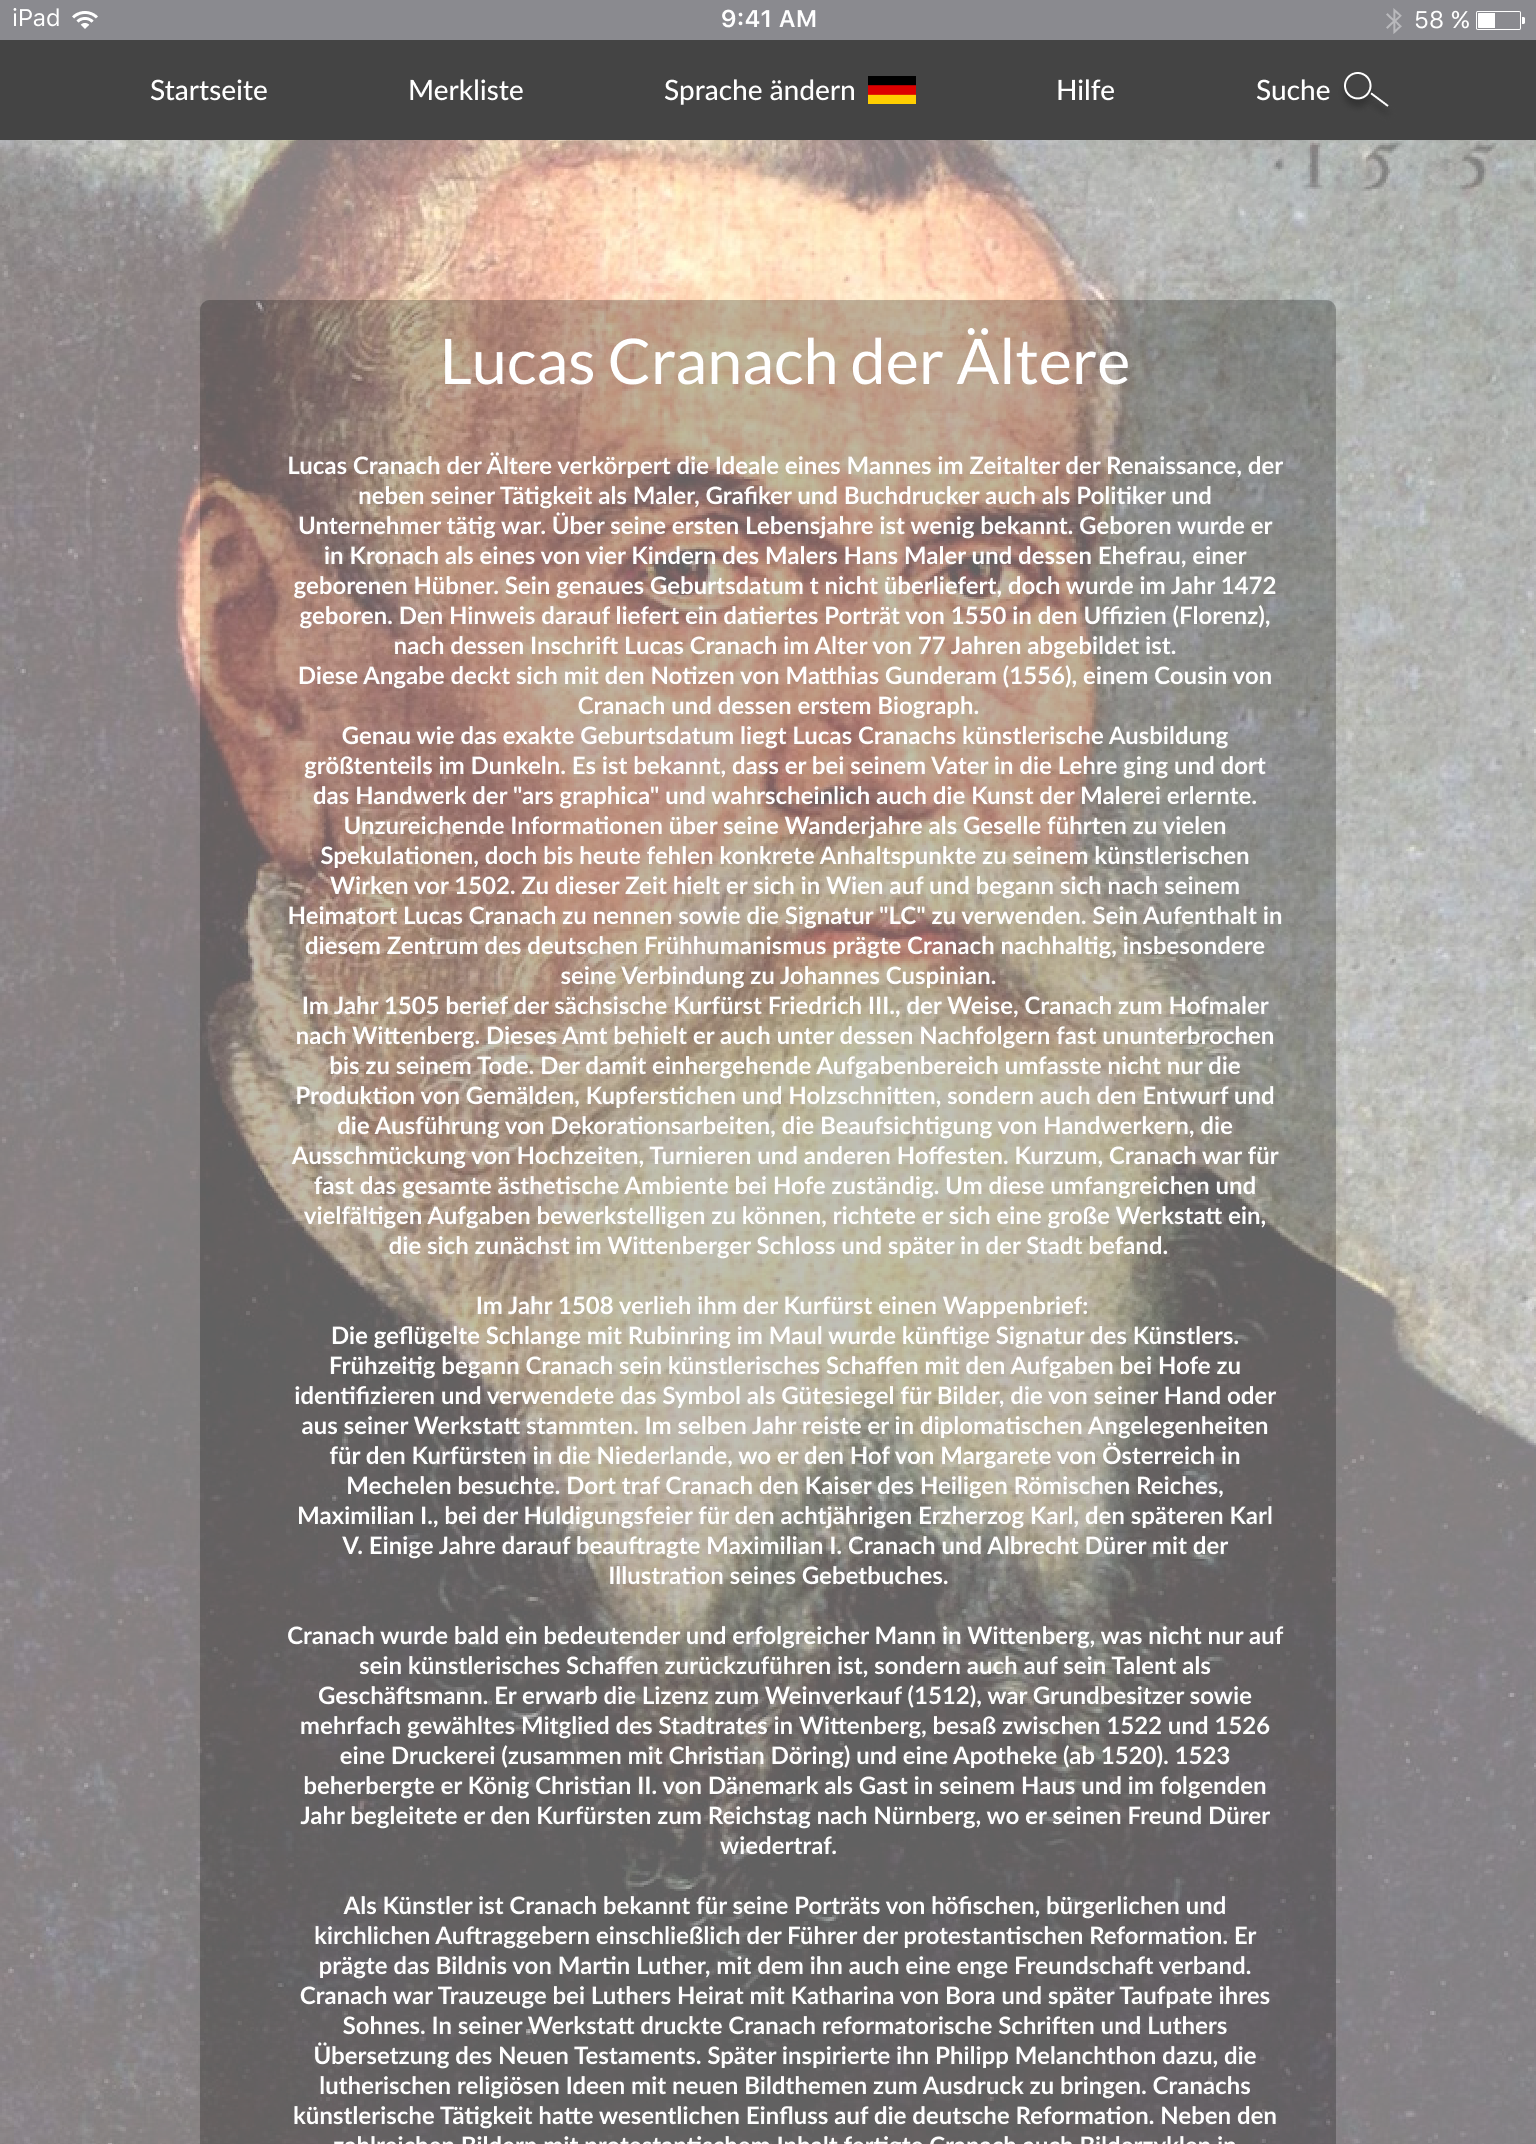 iPad 9:41 AM 58 %
Startseite Merkliste Sprache ändern Hilfe Suche
·155
Lucas Cranach der Ältere
Lucas Cranach der Ältere verkörpert die Ideale eines Mannes im Zeitalter der Renaissance, der
neben seiner Tätigkeit als Maler, Grafiker und Buchdrucker auch als Politiker und
Unternehmer tätig war. Über seine ersten Lebensjahre ist wenig bekannt. Geboren wurde er
in Kronach als eines von vier Kindern des Malers Hans Maler und dessen Ehefrau, einer
geborenen Hübner. Sein genaues Geburtsdatum t nicht überliefert, doch wurde im Jahr 1472
geboren. Den Hinweis darauf liefert ein datiertes Porträt von 1550 in den Uffizien (Florenz),
nach dessen Inschrift Lucas Cranach im Alter von 77 Jahren abgebildet ist.
Diese Angabe deckt sich mit den Notizen von Matthias Gunderam (1556), einem Cousin von
Cranach und dessen erstem Biograph.
Genau wie das exakte Geburtsdatum liegt Lucas Cranachs künstlerische Ausbildung
größtenteils im Dunkeln. Es ist bekannt, dass er bei seinem Vater in die Lehre ging und dort
das Handwerk der "ars graphica" und wahrscheinlich auch die Kunst der Malerei erlernte.
Unzureichende Informationen über seine Wanderjahre als Geselle führten zu vielen
Spekulationen, doch bis heute fehlen konkrete Anhaltspunkte zu seinem künstlerischen
Wirken vor 1502. Zu dieser Zeit hielt er sich in Wien auf und begann sich nach seinem
Heimatort Lucas Cranach zu nennen sowie die Signatur "LC" zu verwenden. Sein Aufenthalt in
diesem Zentrum des deutschen Frühhumanismus prägte Cranach nachhaltig, insbesondere
seine Verbindung zu Johannes Cuspinian.
Im Jahr 1505 berief der sächsische Kurfürst Friedrich III., der Weise, Cranach zum Hofmaler
nach Wittenberg. Dieses Amt behielt er auch unter dessen Nachfolgern fast ununterbrochen
bis zu seinem Tode. Der damit einhergehende Aufgabenbereich umfasste nicht nur die
Produktion von Gemälden, Kupferstichen und Holzschnitten, sondern auch den Entwurf und
die Ausführung von Dekorationsarbeiten, die Beaufsichtigung von Handwerkern, die
Ausschmückung von Hochzeiten, Turnieren und anderen Hoffesten. Kurzum, Cranach war für
fast das gesamte ästhetische Ambiente bei Hofe zuständig. Um diese umfangreichen und
vielfältigen Aufgaben bewerkstelligen zu können, richtete er sich eine große Werkstatt ein,
die sich zunächst im Wittenberger Schloss und später in der Stadt befand.
Im Jahr 1508 verlieh ihm der Kurfürst einen Wappenbrief:
Die geflügelte Schlange mit Rubinring im Maul wurde künftige Signatur des Künstlers.
Frühzeitig begann Cranach sein künstlerisches Schaffen mit den Aufgaben bei Hofe zu
identifizieren und verwendete das Symbol als Gütesiegel für Bilder, die von seiner Hand oder
aus seiner Werkstatt stammten. Im selben Jahr reiste er in diplomatischen Angelegenheiten
für den Kurfürsten in die Niederlande, wo er den Hof von Margarete von Österreich in
Mechelen besuchte. Dort traf Cranach den Kaiser des Heiligen Römischen Reiches,
Maximilian I., bei der Huldigungsfeier für den achtjährigen Erzherzog Karl, den späteren Karl
V. Einige Jahre darauf beauftragte Maximilian I. Cranach und Albrecht Dürer mit der
Illustration seines Gebetbuches.
Cranach wurde bald ein bedeutender und erfolgreicher Mann in Wittenberg, was nicht nur auf
sein künstlerisches Schaffen zurückzuführen ist, sondern auch auf sein Talent als
Geschäftsmann. Er erwarb die Lizenz zum Weinverkauf (1512), war Grundbesitzer sowie
mehrfach gewähltes Mitglied des Stadtrates in Wittenberg, besaß zwischen 1522 und 1526
eine Druckerei (zusammen mit Christian Döring) und eine Apotheke (ab 1520). 1523
beherbergte er König Christian II. von Dänemark als Gast in seinem Haus und im folgenden
Jahr begleitete er den Kurfürsten zum Reichstag nach Nürnberg, wo er seinen Freund Dürer
wiedertraf.
Als Künstler ist Cranach bekannt für seine Porträts von höfischen, bürgerlichen und
kirchlichen Auftraggebern einschließlich der Führer der protestantischen Reformation. Er
prägte das Bildnis von Martin Luther, mit dem ihn auch eine enge Freundschaft verband.
Cranach war Trauzeuge bei Luthers Heirat mit Katharina von Bora und später Taufpate ihres
Sohnes. In seiner Werkstatt druckte Cranach reformatorische Schriften und Luthers
Übersetzung des Neuen Testaments. Später inspirierte ihn Philipp Melanchthon dazu, die
lutherischen religiösen Ideen mit neuen Bildthemen zum Ausdruck zu bringen. Cranachs
künstlerische Tätigkeit hatte wesentlichen Einfluss auf die deutsche Reformation. Neben den
zahlreichen Bildern mit protestantischem Inhalt fertigte Cranach auch Bilderzyklen in